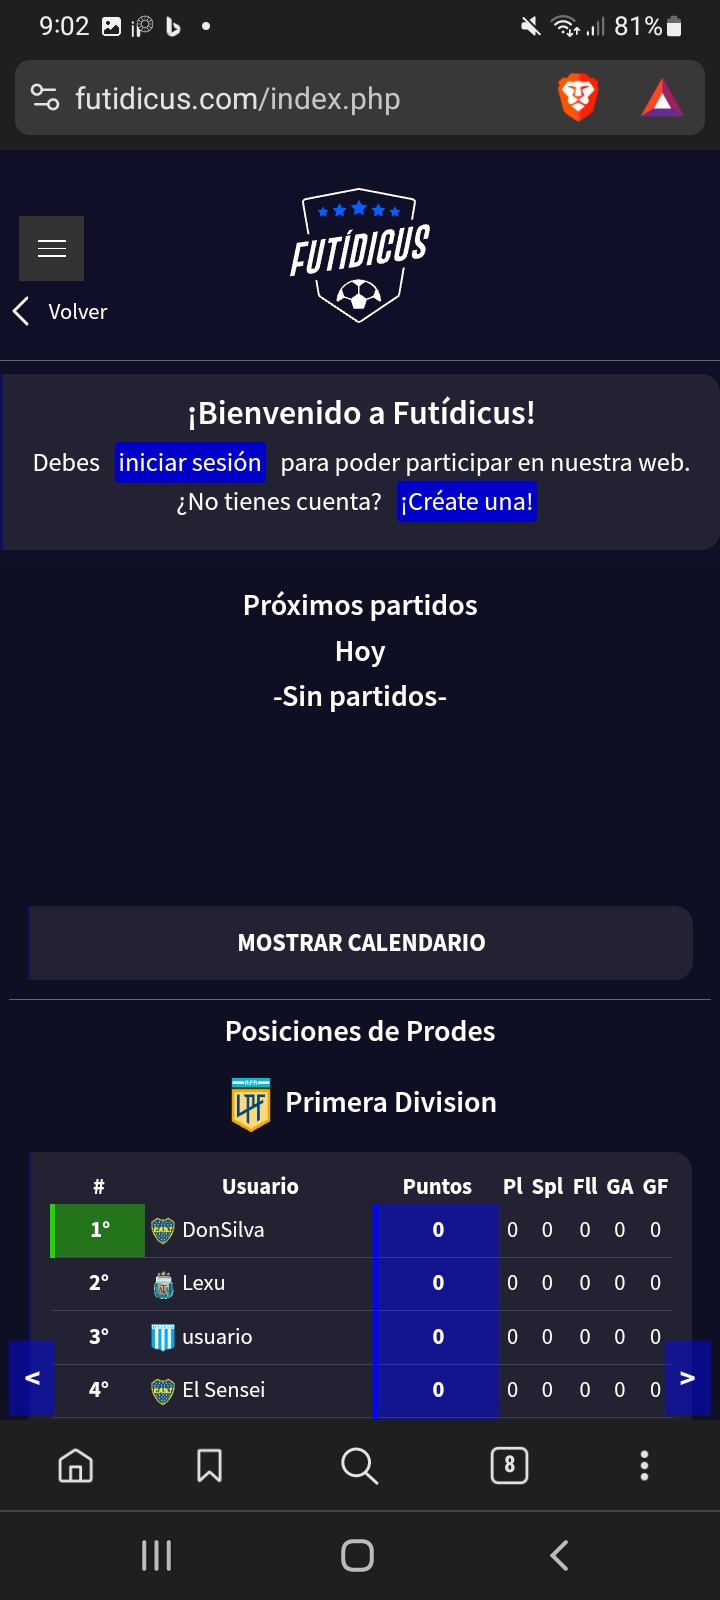 9:02
81%
futidicus.com/index.php
FUTÍDICUS
Volver
¡Bienvenido a Futídicus!
Debes iniciar sesión para poder participar en nuestra web.
¿No tienes cuenta? ¡Créate una!
Próximos partidos
Hoy
-Sin partidos-
MOSTRAR CALENDARIO
Posiciones de Prodes
AFA
LPF
Primera Division
# Usuario Puntos Pl Spl Fll GA GF
1° DonSilva 0 0 0 0 0 0
2° Lexu 0 0 0 0 0 0
3° usuario 0 0 0 0 0 0
4° El Sensei 0 0 0 0 0 0
< >
8